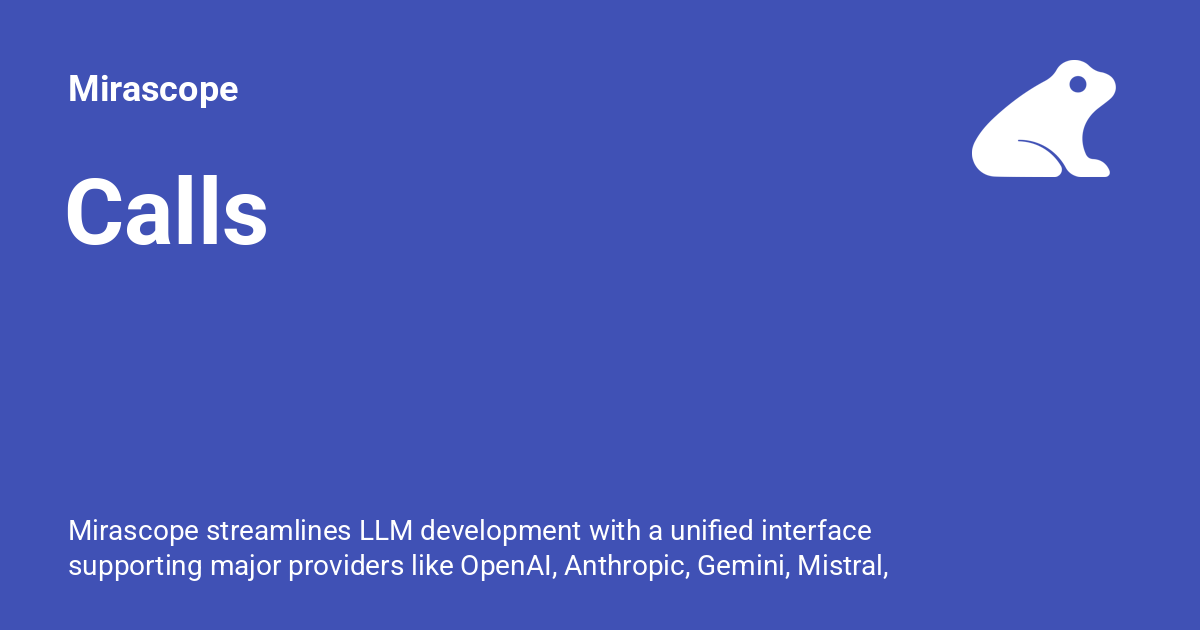 Mirascope
Calls
Mirascope streamlines LLM development with a unified interface
supporting major providers like OpenAI, Anthropic, Gemini, Mistral,